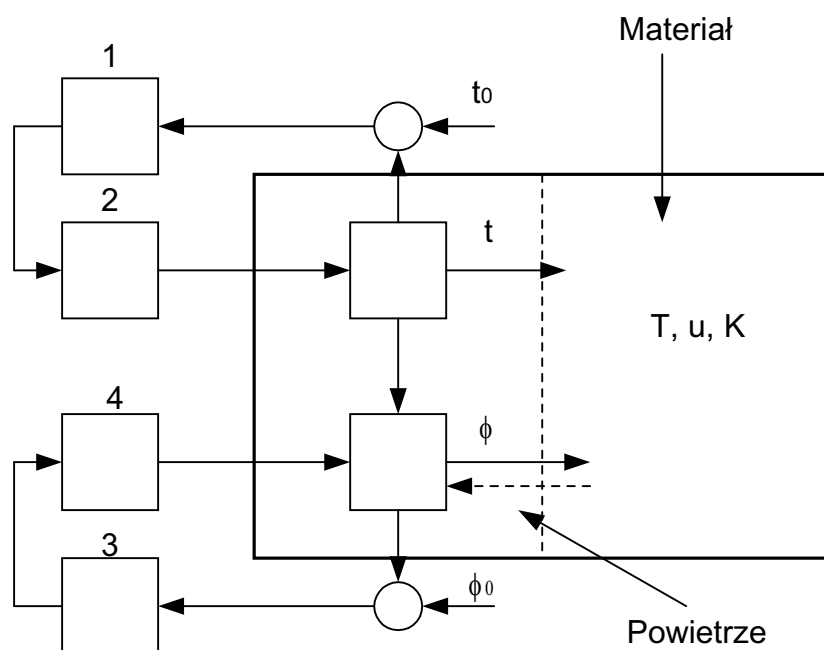 Materiał
1
t0
2
t
T, u, K
4
ϕ
3
ϕ0
Powietrze